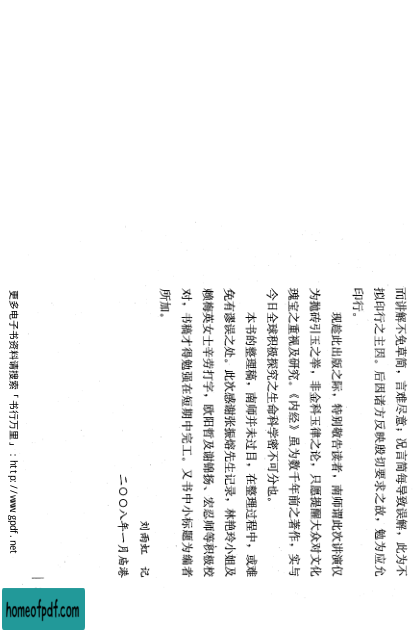 而讲解不免草简，言难尽意；况言简每导致误解，此为不
拟印行之主因。后因诸方反映殷切要求之故，勉为应允
印行。
现趁此出版之际，特别敬告读者，南师谓此次讲演仅
为抛砖引玉之举，非金科玉律之论，只愿提醒大众对文化
瑰宝之重视及研究。《内经》虽为数千年前之著作，实与
今日全球积极探究之生命科学密不可分也。
本书的整理稿，南师并未过目，在整理过程中，或难
免有谬误之处。此次感谢张振熔先生记录，林艳玲小姐及
赖梅英女士辛劳打字，欧阳哲及谢锦扬、宏忍师等积极校
对，书稿才得勉强在短期中完工。又书中小标题为编者
所加。
刘雨虹 记
二〇〇八年一月庙港
更多电子书资料请搜索「书行万里」：http://www.gpdf.net
homeofpdf.com